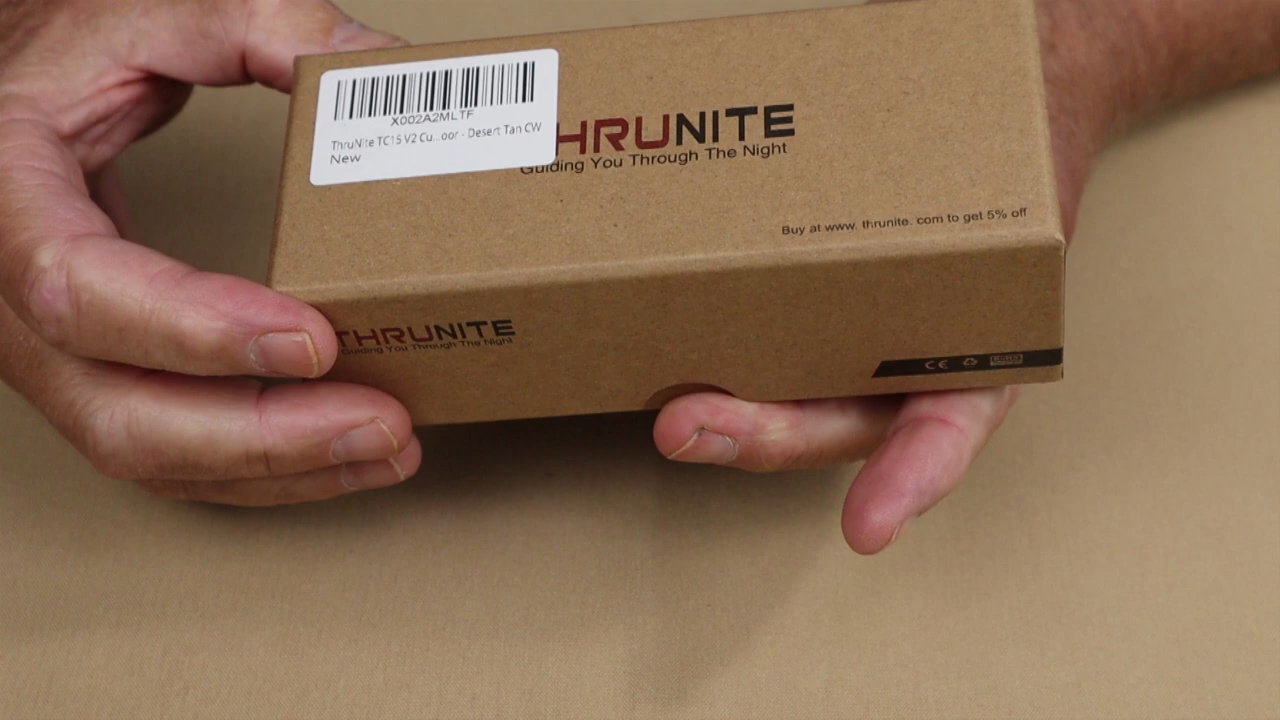 X002A2MLTF
ThruNite TC15 V2 Cu...oor - Desert Tan CW
New
HRUNITE
Guiding You Through The Night
Buy at www. thrunite. com to get 5% off
THRUNITE
Guiding You Through The Night
CE